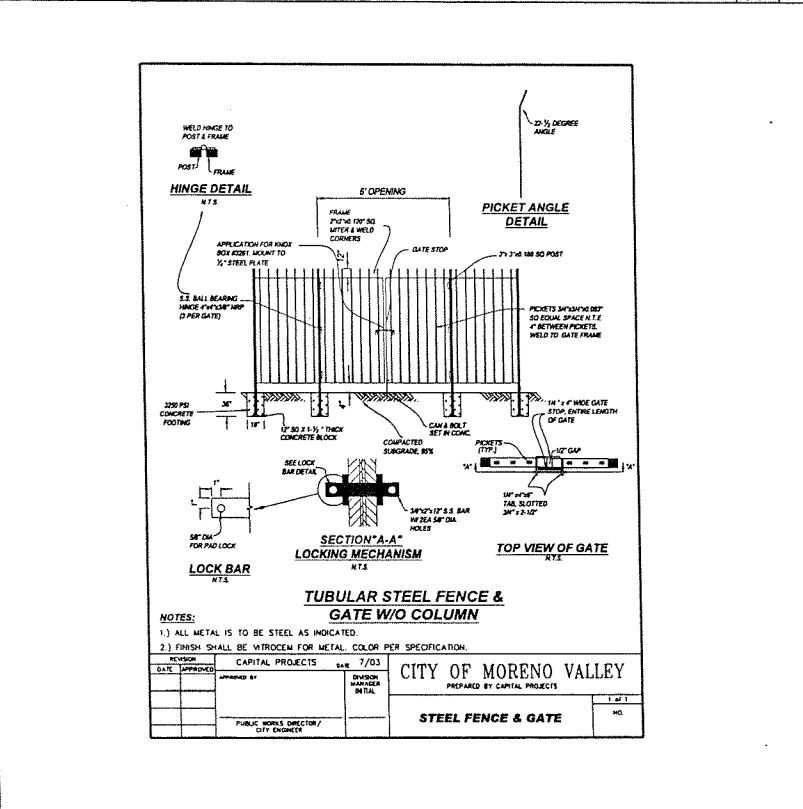 WELD HINGE TO
POST & FRAME
POST
FRAME
HINGE DETAIL
N.T.S.
22-1/2 DEGREE
ANGLE
PICKET ANGLE
DETAIL
6' OPENING
FRAME
2"x2"x0.120" SQ.
MITER & WELD
CORNERS
12"
APPLICATION FOR KNOX
BOX #3261. MOUNT TO
1/4" STEEL PLATE
GATE STOP
3"x 3"x0.188 SQ POST
S.S. BALL BEARING
HINGE 4"x4"x3/8" NRP
(3 PER GATE)
PICKETS 3/4"x3/4"x0.063"
SQ EQUAL SPACE N.T.E.
4" BETWEEN PICKETS.
WELD TO GATE FRAME
3250 PSI
CONCRETE
FOOTING
36"
18"
12" SQ X 1-1/2" THICK
CONCRETE BLOCK
COMPACTED
SUBGRADE, 95%
CAN & BOLT
SET IN CONC.
1/4" x 4" WIDE GATE
STOP, ENTIRE LENGTH
OF GATE
PICKETS
(TYP.)
1/2" GAP
"A"
"A"
1/4" x4"x6"
TAB, SLOTTED
3/4" x 2-1/2"
TOP VIEW OF GATE
N.T.S.
SEE LOCK
BAR DETAIL
3/8"x2"x12" S.S. BAR
W/ 2EA 5/8" DIA.
HOLES
SECTION "A-A"
LOCKING MECHANISM
N.T.S.
1"
1"
5/8" DIA
FOR PAD LOCK
LOCK BAR
N.T.S.
TUBULAR STEEL FENCE &
GATE W/O COLUMN
NOTES:
1.) ALL METAL IS TO BE STEEL AS INDICATED.
2.) FINISH SHALL BE VITROCEM FOR METAL. COLOR PER SPECIFICATION.
REVISION
DATE APPROVED
CAPITAL PROJECTS DATE 7/03
APPROVED BY
DIVISION
MANAGER
INITIAL
PUBLIC WORKS DIRECTOR/
CITY ENGINEER
CITY OF MORENO VALLEY
PREPARED BY CAPITAL PROJECTS
STEEL FENCE & GATE
1 of 1
NO.